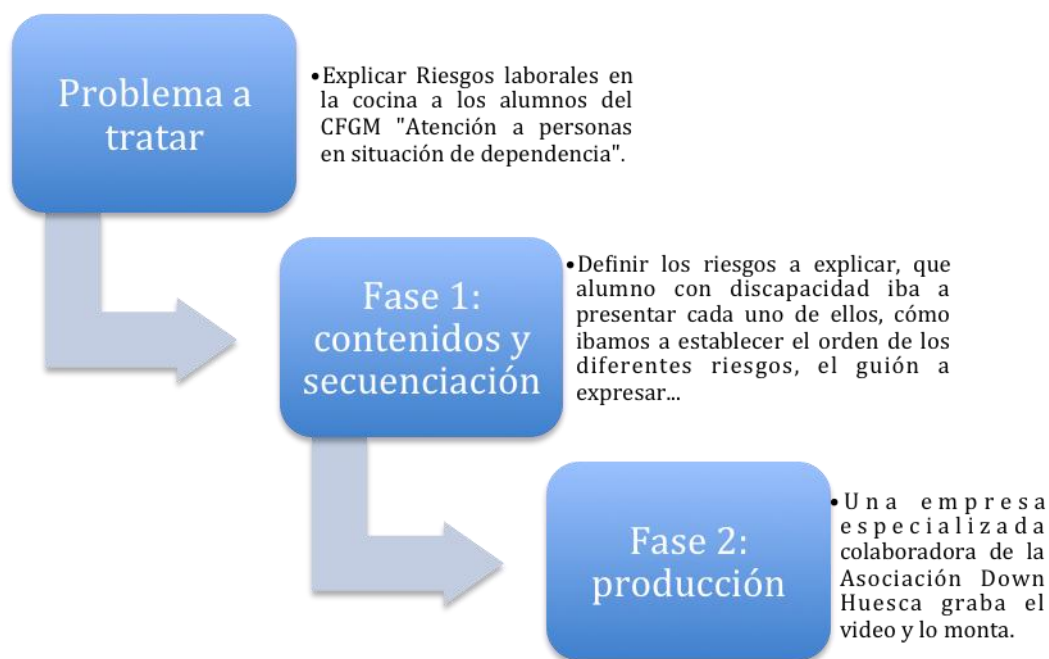 Problema a
tratar
•Explicar Riesgos laborales en
la cocina a los alumnos del
CFGM "Atención a personas
en situación de dependencia".
Fase 1:
contenidos y
secuenciación
•Definir los riesgos a explicar, que
alumno con discapacidad iba a
presentar cada uno de ellos, cómo
ibamos a establecer el orden de los
diferentes riesgos, el guión a
expresar...
Fase 2:
producción
•Una empresa
especializada
colaboradora de la
Asociación Down
Huesca graba el
video y lo monta.